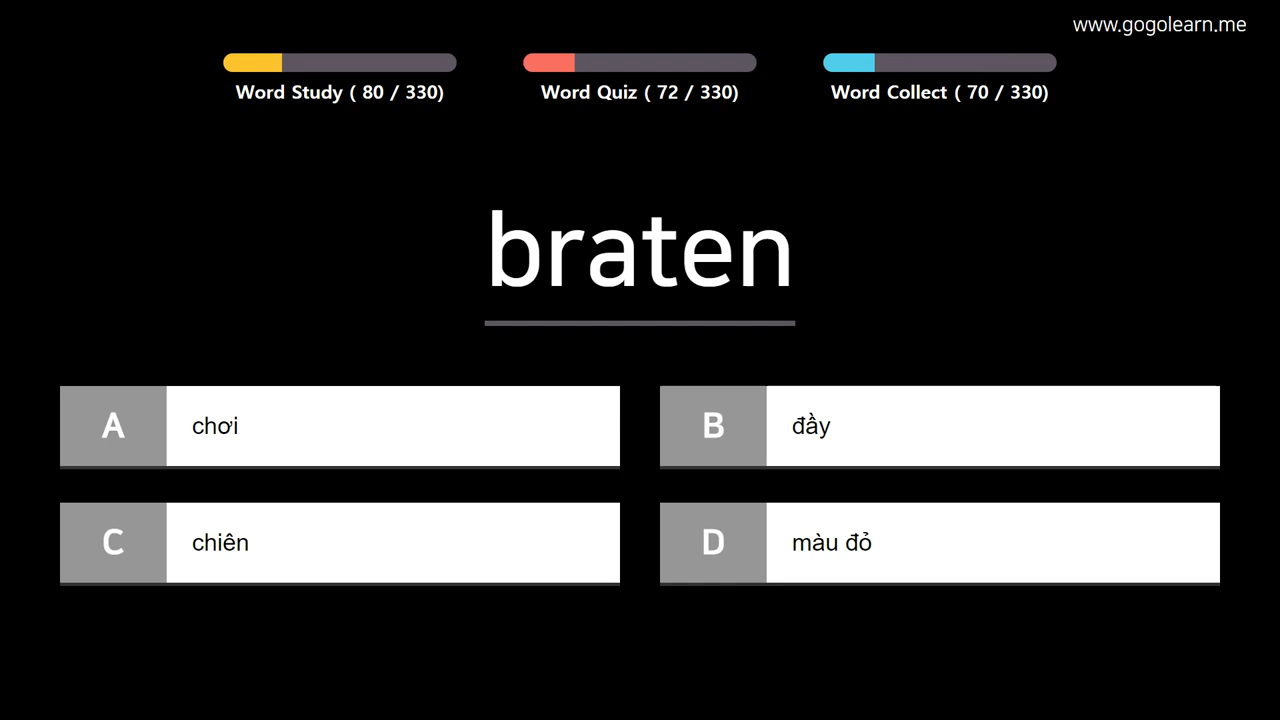 www.gogolearn.me
Word Study ( 80 / 330)
Word Quiz ( 72 / 330)
Word Collect ( 70 / 330)
braten
A chơi
B đầy
C chiên
D màu đỏ